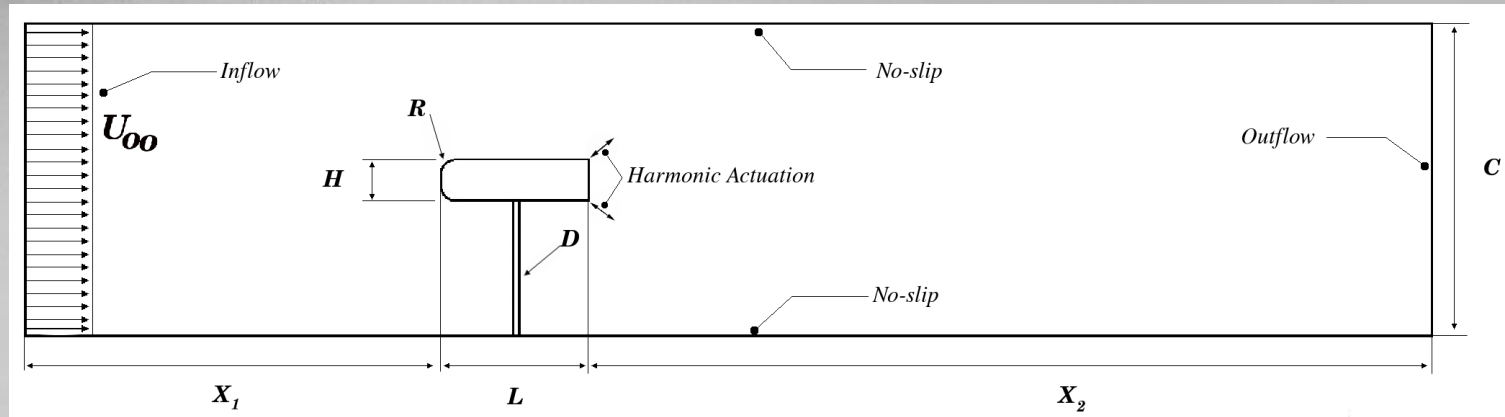 Inflow
No-slip
R
U∞
Outflow
H
Harmonic Actuation
C
D
No-slip
X1
L
X2